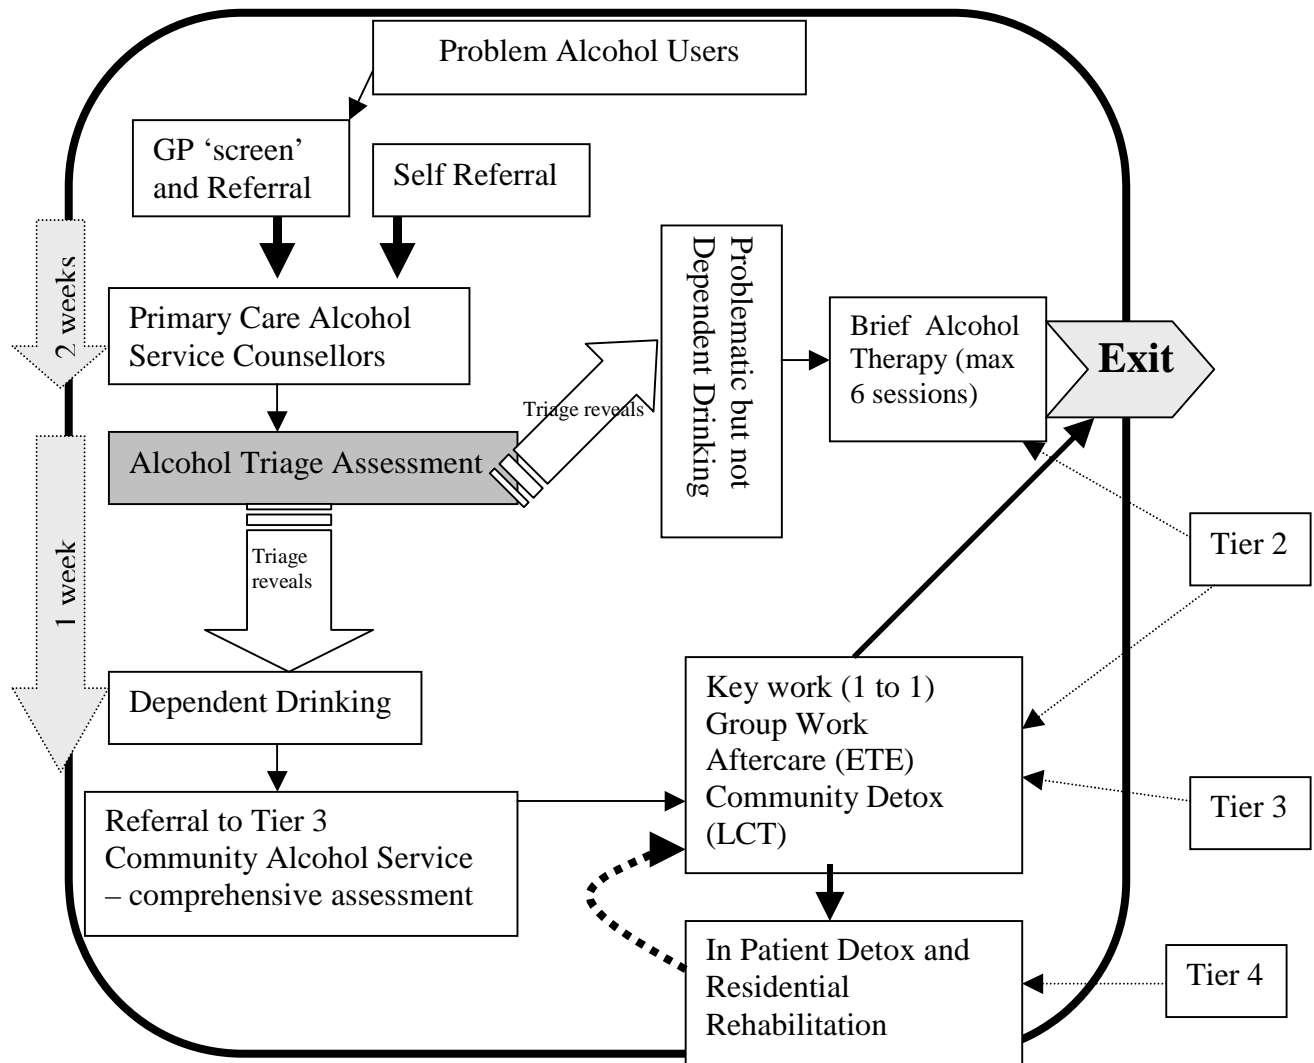 Problem Alcohol Users
GP ‘screen’
and Referral
Self Referral
2 weeks
Primary Care Alcohol
Service Counsellors
Alcohol Triage Assessment
Triage reveals
Problematic but not
Dependent Drinking
Brief  Alcohol
Therapy (max
6 sessions)
Exit
1 week
Triage
reveals
Tier 2
Dependent Drinking
Key work (1 to 1)
Group Work
Aftercare (ETE)
Community Detox
(LCT)
Tier 3
Referral to Tier 3
Community Alcohol Service
– comprehensive assessment
In Patient Detox and
Residential
Rehabilitation
Tier 4